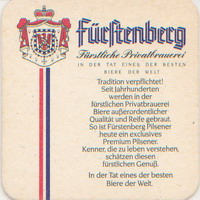 Fürstenberg
Fürstliche Privatbrauerei
IN DER TAT EINES DER BESTEN
BIERE DER WELT
Tradition verpflichtet!
Seit Jahrhunderten
werden in der
fürstlichen Privatbrauerei
Biere außerordentlicher
Qualität und Reife gebraut.
So ist Fürstenberg Pilsener
heute ein exklusives
Premium Pilsener.
Kenner, die zu leben verstehen,
schätzen diesen
fürstlichen Genuß.
In der Tat eines der besten
Biere der Welt.